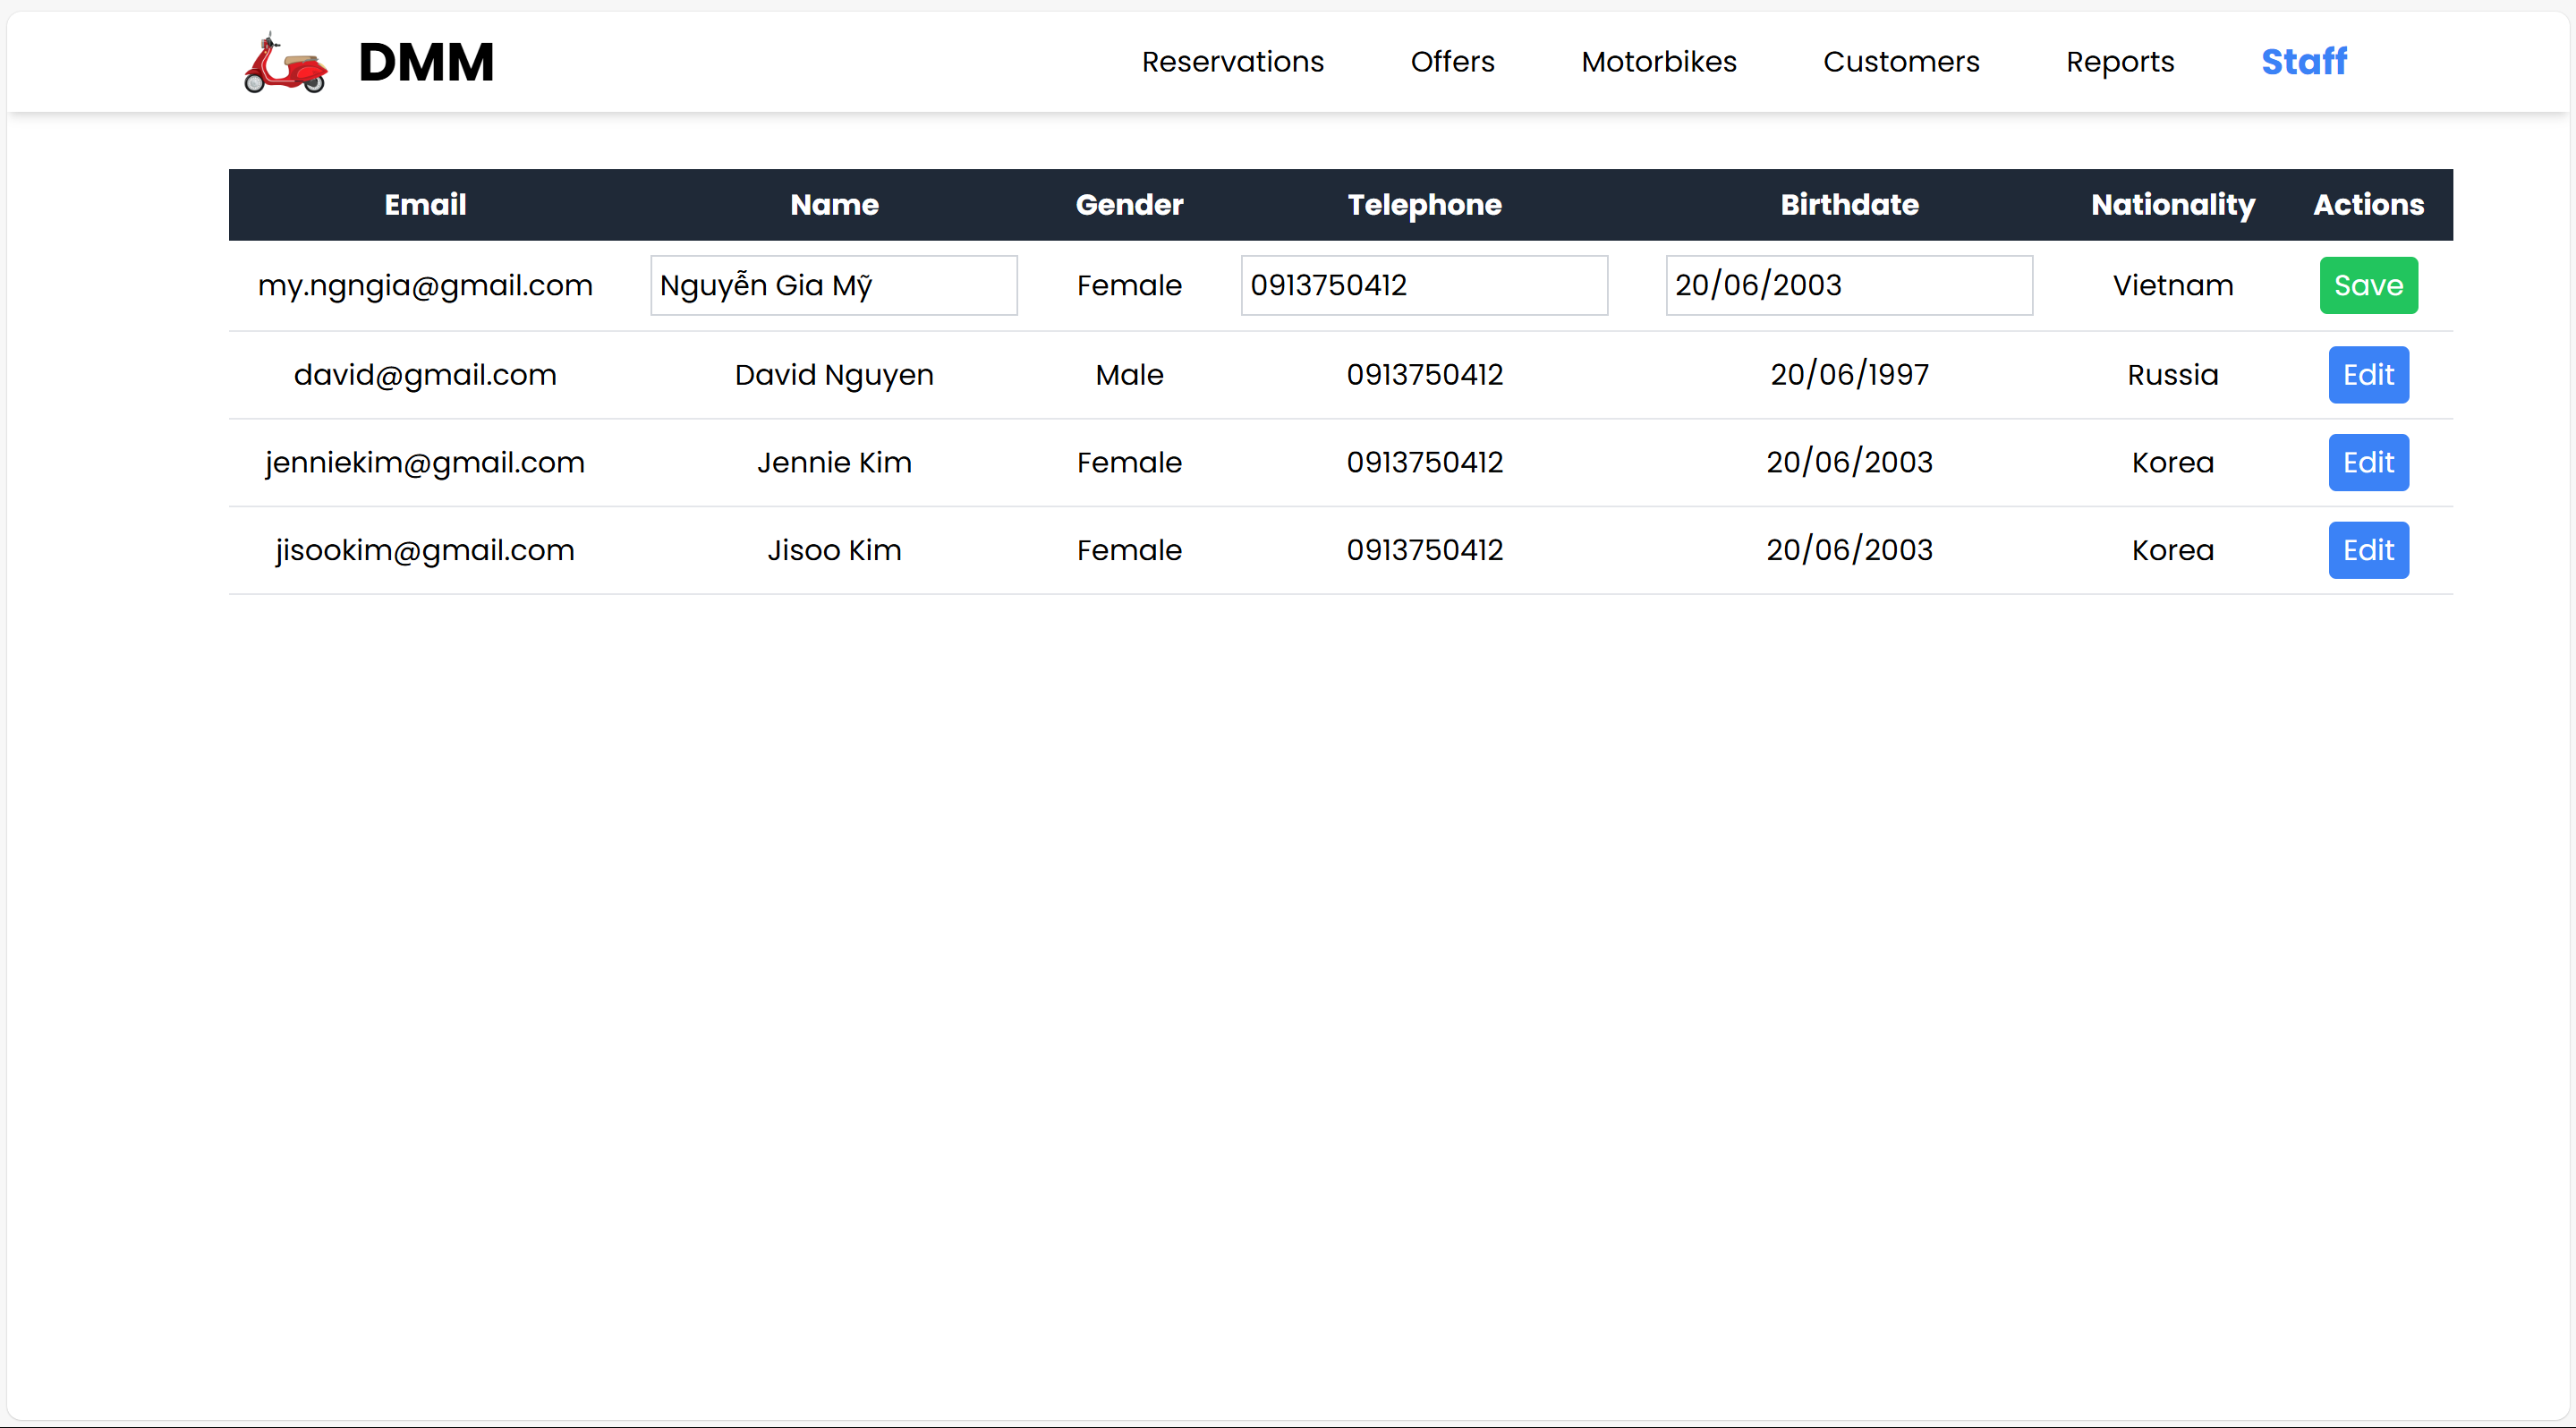 DMM Reservations Offers Motorbikes Customers Reports Staff
Email Name Gender Telephone Birthdate Nationality Actions
my.ngngia@gmail.com Nguyễn Gia Mỹ Female 0913750412 20/06/2003 Vietnam Save
david@gmail.com David Nguyen Male 0913750412 20/06/1997 Russia Edit
jenniekim@gmail.com Jennie Kim Female 0913750412 20/06/2003 Korea Edit
jisookim@gmail.com Jisoo Kim Female 0913750412 20/06/2003 Korea Edit